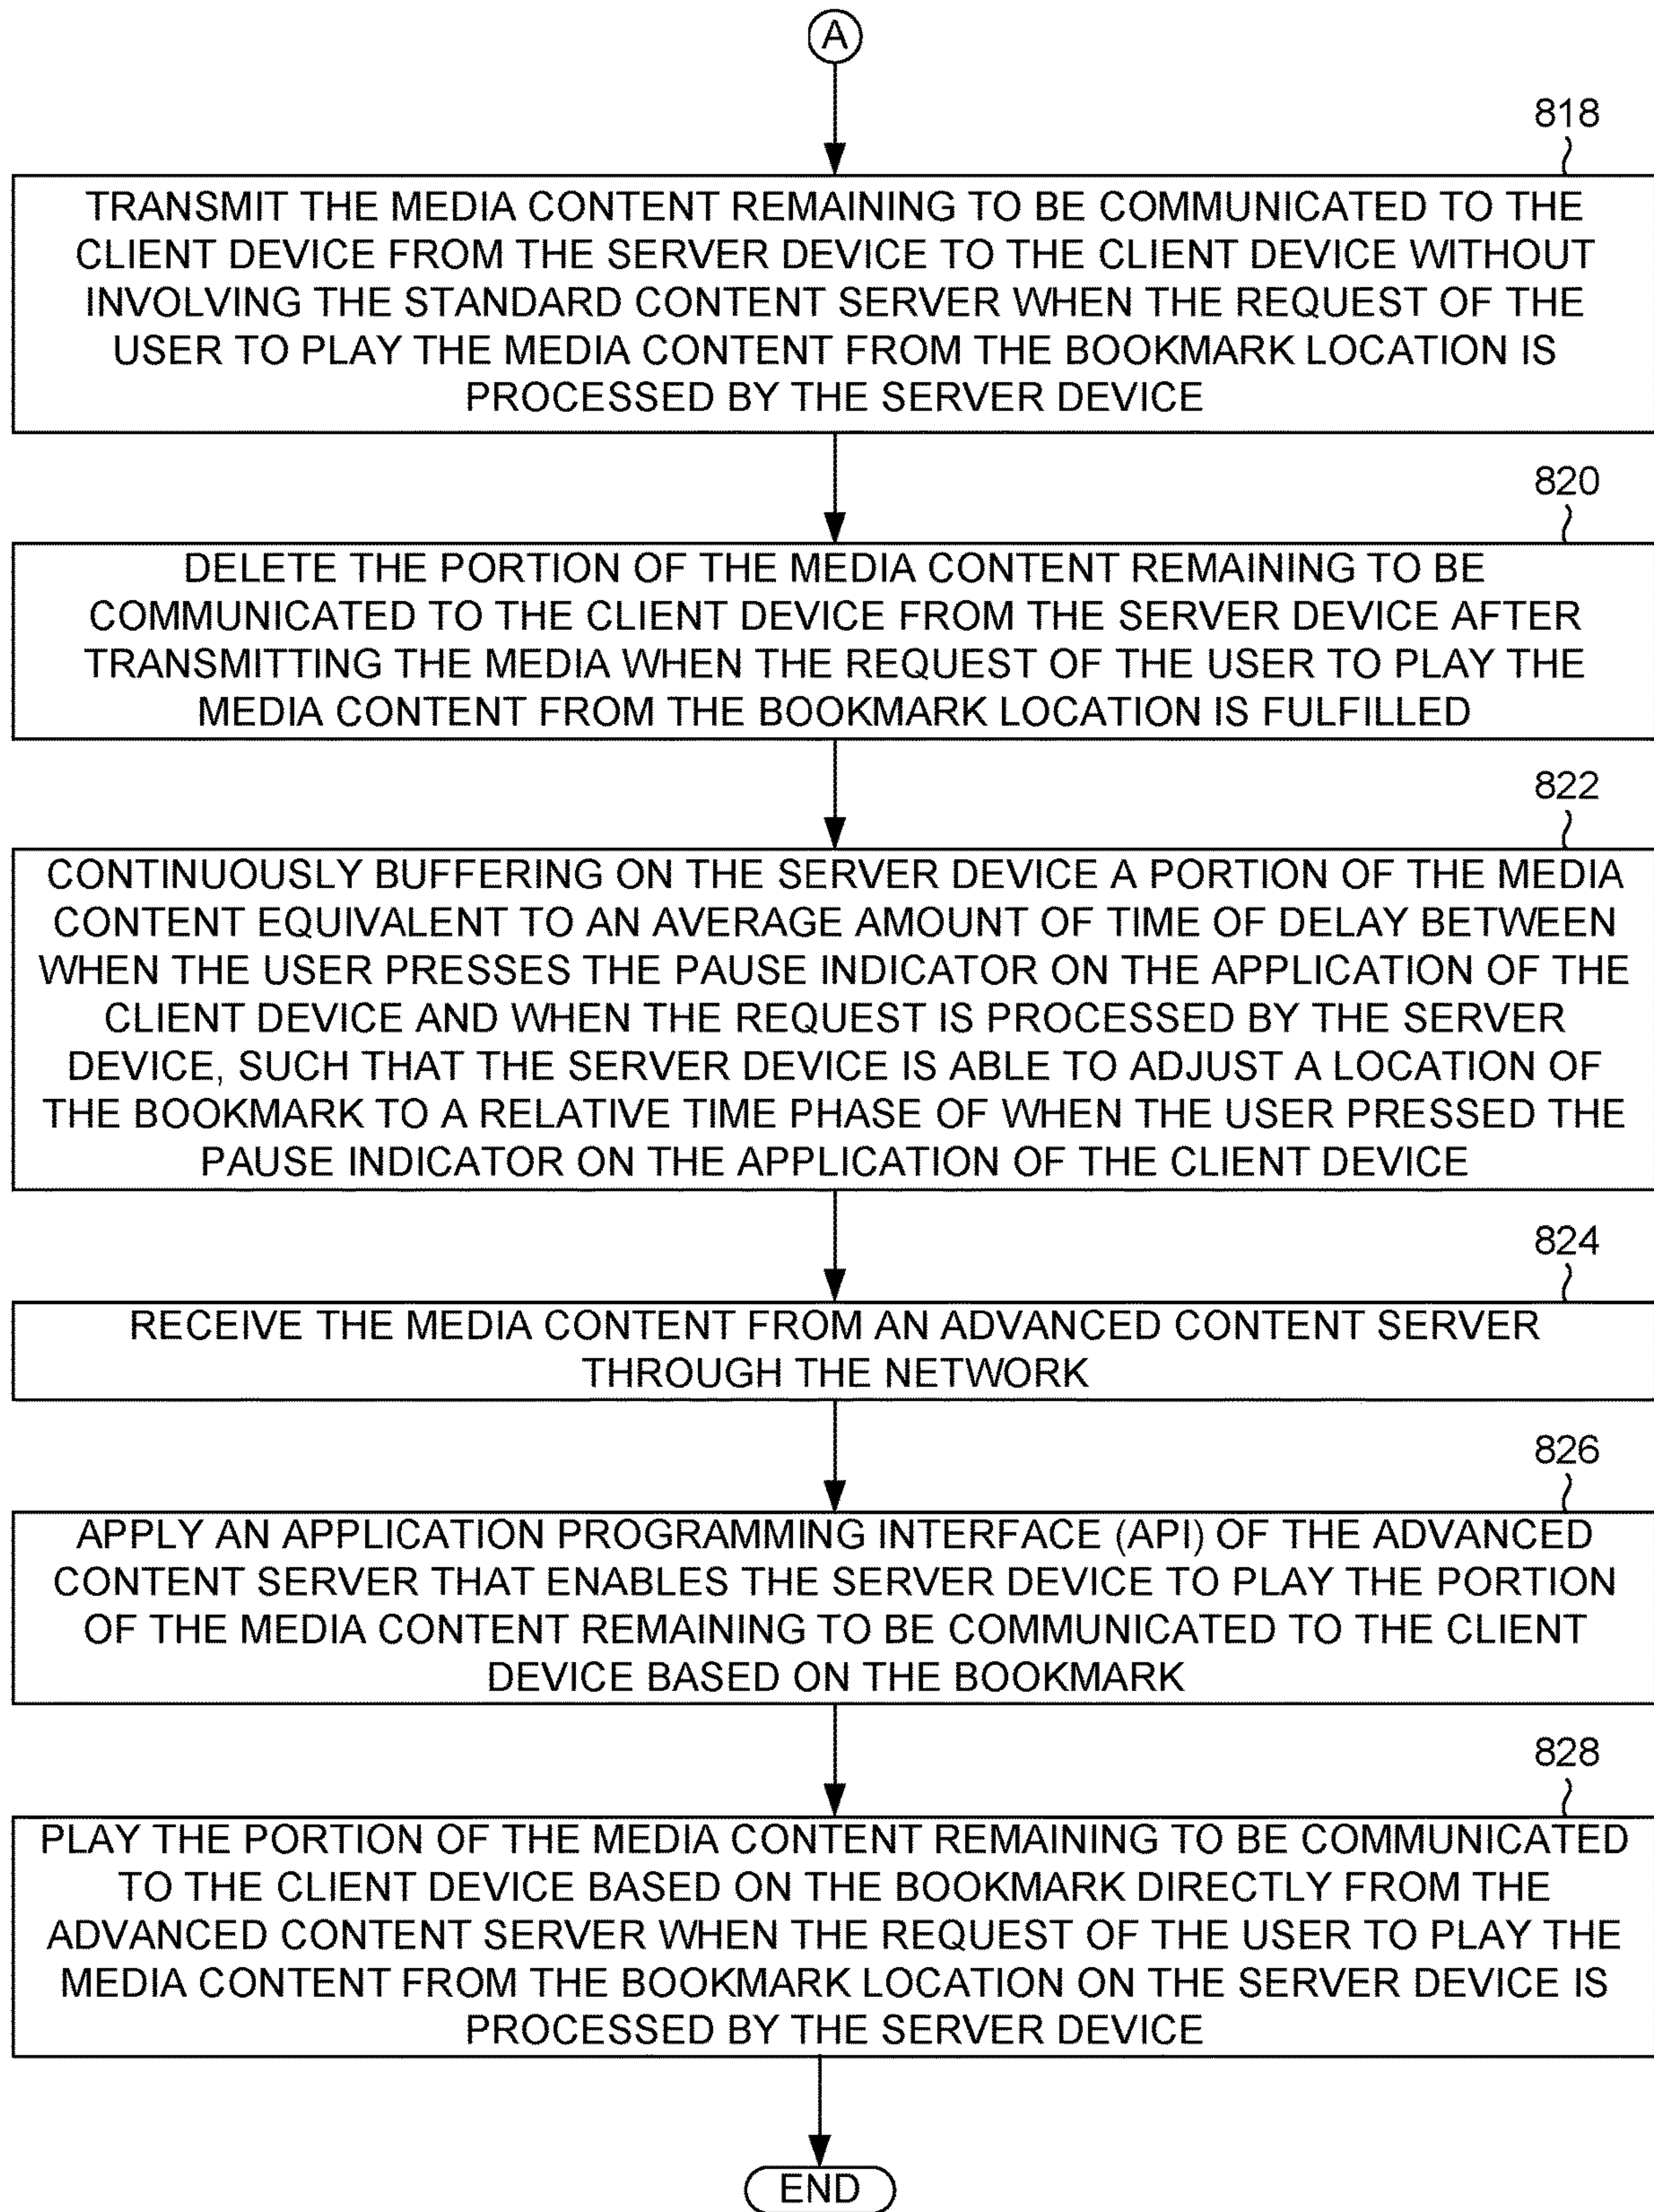 A
818
TRANSMIT THE MEDIA CONTENT REMAINING TO BE COMMUNICATED TO THE
CLIENT DEVICE FROM THE SERVER DEVICE TO THE CLIENT DEVICE WITHOUT
INVOLVING THE STANDARD CONTENT SERVER WHEN THE REQUEST OF THE
USER TO PLAY THE MEDIA CONTENT FROM THE BOOKMARK LOCATION IS
PROCESSED BY THE SERVER DEVICE
820
DELETE THE PORTION OF THE MEDIA CONTENT REMAINING TO BE
COMMUNICATED TO THE CLIENT DEVICE FROM THE SERVER DEVICE AFTER
TRANSMITTING THE MEDIA WHEN THE REQUEST OF THE USER TO PLAY THE
MEDIA CONTENT FROM THE BOOKMARK LOCATION IS FULFILLED
822
CONTINUOUSLY BUFFERING ON THE SERVER DEVICE A PORTION OF THE MEDIA
CONTENT EQUIVALENT TO AN AVERAGE AMOUNT OF TIME OF DELAY BETWEEN
WHEN THE USER PRESSES THE PAUSE INDICATOR ON THE APPLICATION OF THE
CLIENT DEVICE AND WHEN THE REQUEST IS PROCESSED BY THE SERVER
DEVICE, SUCH THAT THE SERVER DEVICE IS ABLE TO ADJUST A LOCATION OF
THE BOOKMARK TO A RELATIVE TIME PHASE OF WHEN THE USER PRESSED THE
PAUSE INDICATOR ON THE APPLICATION OF THE CLIENT DEVICE
824
RECEIVE THE MEDIA CONTENT FROM AN ADVANCED CONTENT SERVER
THROUGH THE NETWORK
826
APPLY AN APPLICATION PROGRAMMING INTERFACE (API) OF THE ADVANCED
CONTENT SERVER THAT ENABLES THE SERVER DEVICE TO PLAY THE PORTION
OF THE MEDIA CONTENT REMAINING TO BE COMMUNICATED TO THE CLIENT
DEVICE BASED ON THE BOOKMARK
828
PLAY THE PORTION OF THE MEDIA CONTENT REMAINING TO BE COMMUNICATED
TO THE CLIENT DEVICE BASED ON THE BOOKMARK DIRECTLY FROM THE
ADVANCED CONTENT SERVER WHEN THE REQUEST OF THE USER TO PLAY THE
MEDIA CONTENT FROM THE BOOKMARK LOCATION ON THE SERVER DEVICE IS
PROCESSED BY THE SERVER DEVICE
END